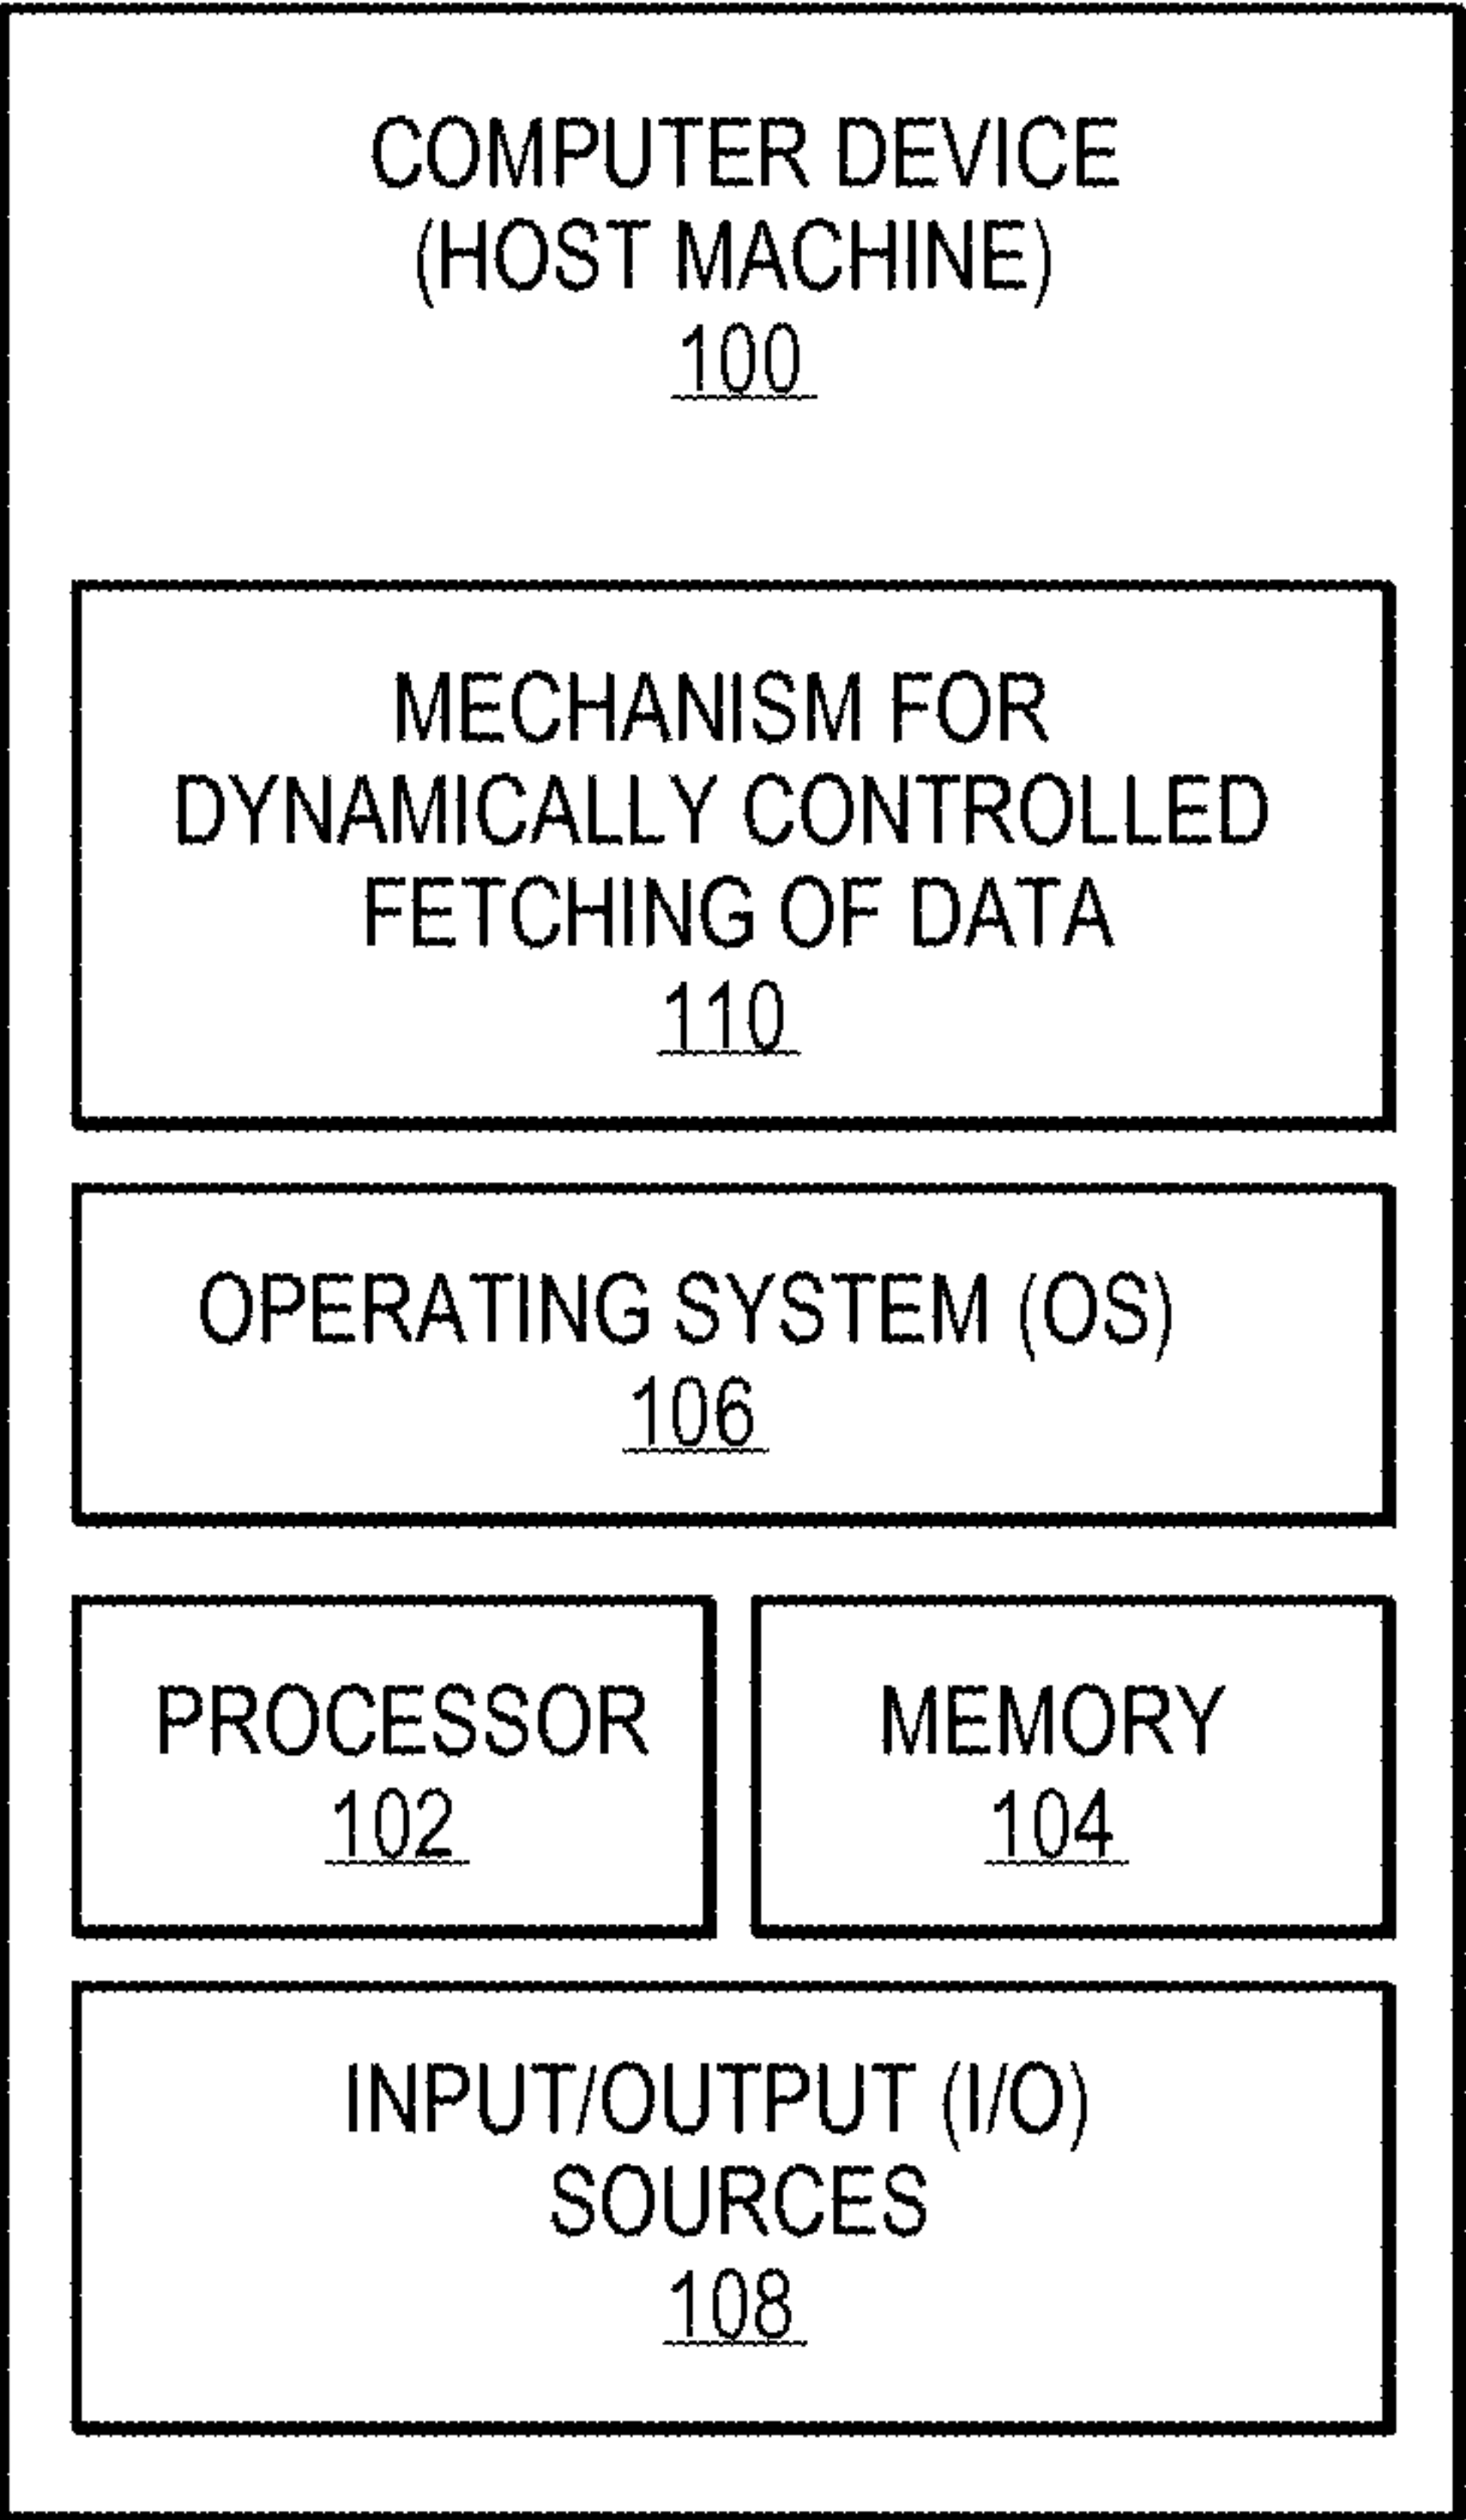 COMPUTER DEVICE
(HOST MACHINE)
100
MECHANISM FOR
DYNAMICALLY CONTROLLED
FETCHING OF DATA
110
OPERATING SYSTEM (OS)
106
PROCESSOR
102
MEMORY
104
INPUT/OUTPUT (I/O)
SOURCES
108